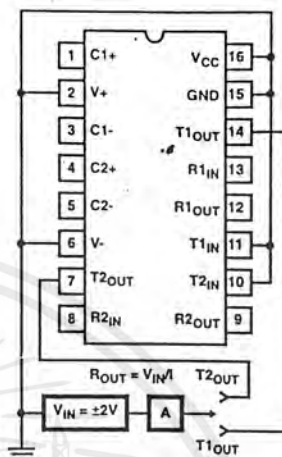 1 C1+ VCC 16
2 V+ GND 15
3 C1- T1OUT 14
4 C2+ R1IN 13
5 C2- R1OUT 12
6 V- T1IN 11
7 T2OUT T2IN 10
8 R2IN R2OUT 9
ROUT = VIN/I T2OUT
VIN = ±2V A
T1OUT